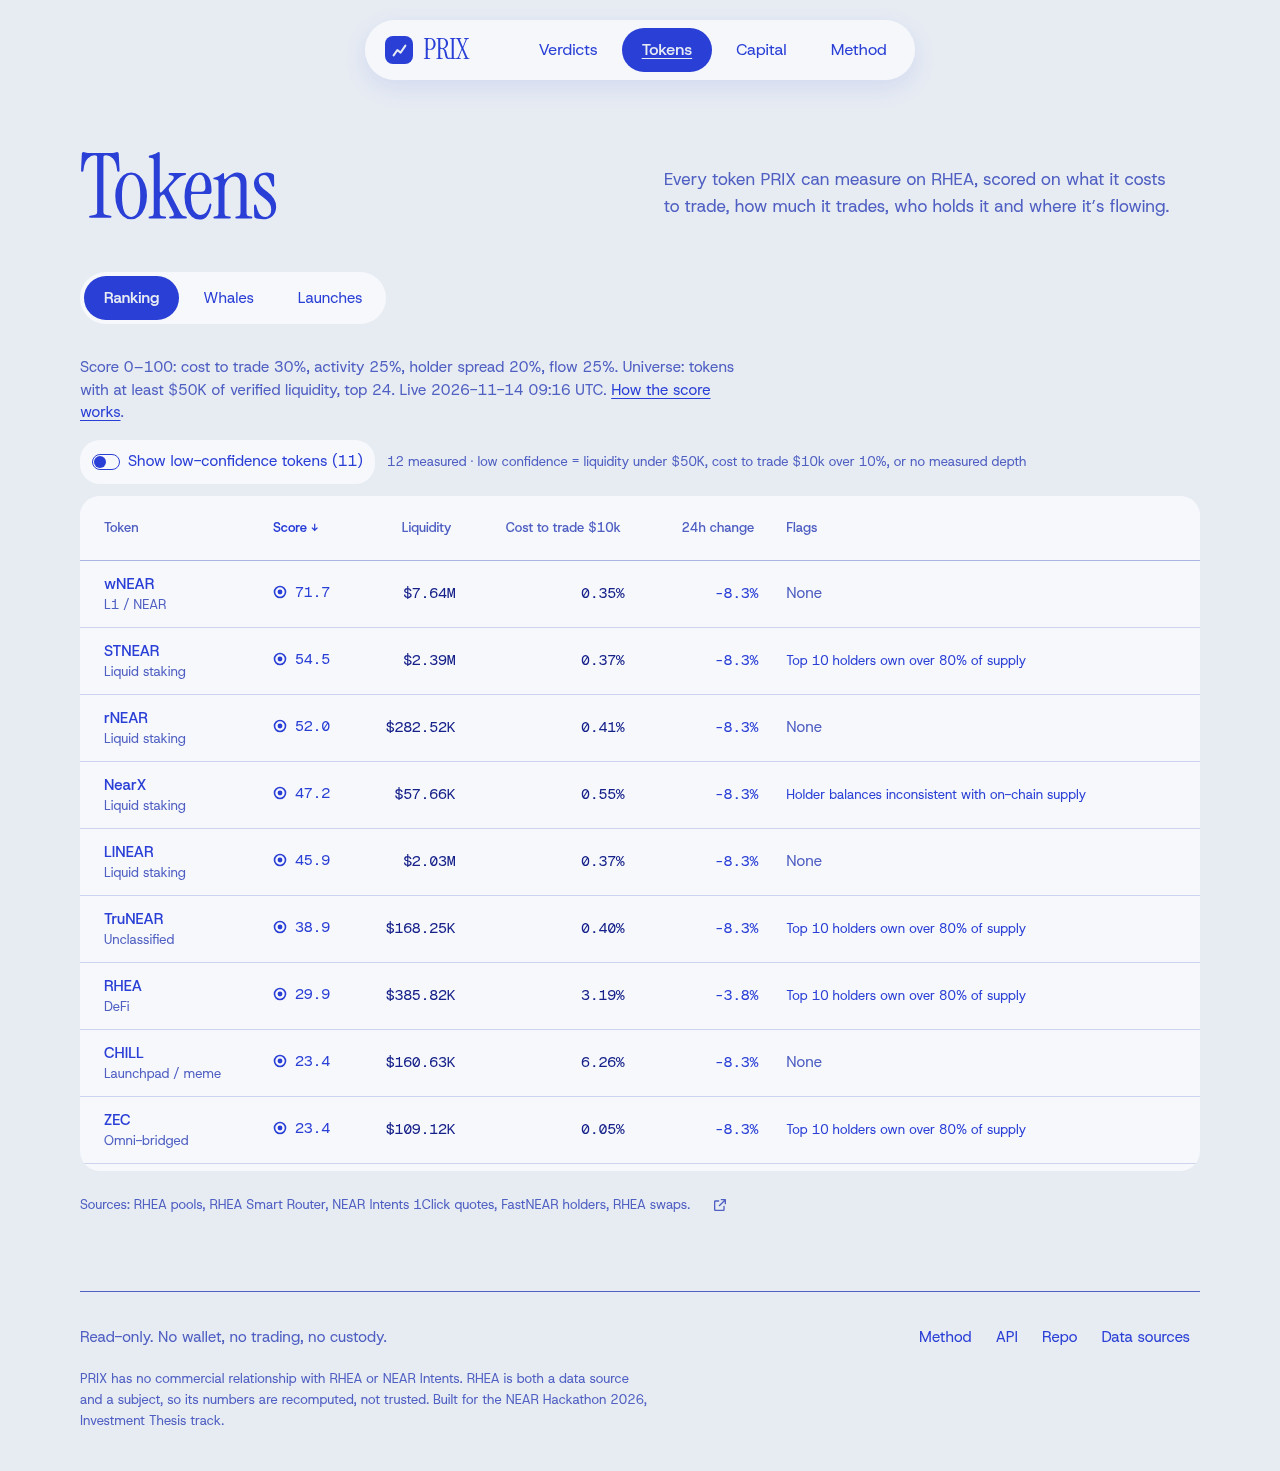 PRIX
Verdicts
Tokens
Capital
Method
Tokens
Every token PRIX can measure on RHEA, scored on what it costs
to trade, how much it trades, who holds it and where it's flowing.
Ranking
Whales
Launches
Score 0–100: cost to trade 30%, activity 25%, holder spread 20%, flow 25%. Universe: tokens
with at least $50K of verified liquidity, top 24. Live 2026-11-14 09:16 UTC. How the score
works.
Show low-confidence tokens (11)
12 measured · low confidence = liquidity under $50K, cost to trade $10k over 10%, or no measured depth
Token Score ↓ Liquidity Cost to trade $10k 24h change Flags
wNEAR
L1 / NEAR
71.7 $7.64M 0.35% -8.3% None
STNEAR
Liquid staking
54.5 $2.39M 0.37% -8.3% Top 10 holders own over 80% of supply
rNEAR
Liquid staking
52.0 $282.52K 0.41% -8.3% None
NearX
Liquid staking
47.2 $57.66K 0.55% -8.3% Holder balances inconsistent with on-chain supply
LINEAR
Liquid staking
45.9 $2.03M 0.37% -8.3% None
TruNEAR
Unclassified
38.9 $168.25K 0.40% -8.3% Top 10 holders own over 80% of supply
RHEA
DeFi
29.9 $385.82K 3.19% -3.8% Top 10 holders own over 80% of supply
CHILL
Launchpad / meme
23.4 $160.63K 6.26% -8.3% None
ZEC
Omni-bridged
23.4 $109.12K 0.05% -8.3% Top 10 holders own over 80% of supply
Sources: RHEA pools, RHEA Smart Router, NEAR Intents 1Click quotes, FastNEAR holders, RHEA swaps.
Read-only. No wallet, no trading, no custody.
Method
API
Repo
Data sources
PRIX has no commercial relationship with RHEA or NEAR Intents. RHEA is both a data source
and a subject, so its numbers are recomputed, not trusted. Built for the NEAR Hackathon 2026,
Investment Thesis track.